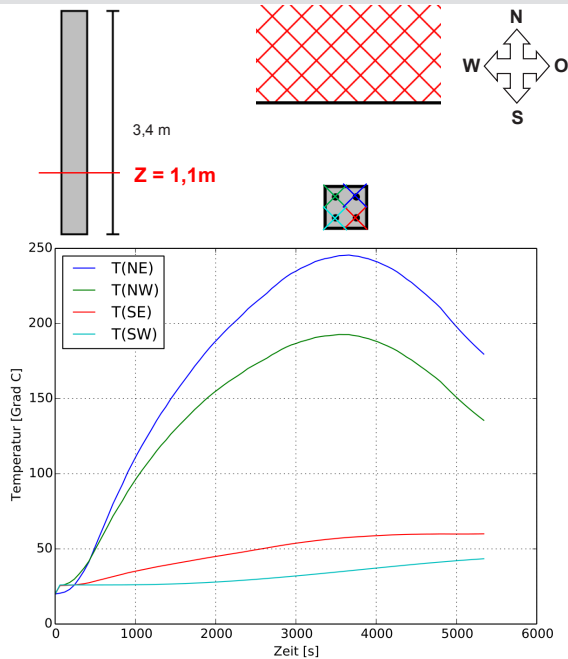 N
W O
S
3,4 m
Z = 1,1m
250
200
150
100
50
0
T(NE)
T(NW)
T(SE)
T(SW)
Temperatur [Grad C]
0 1000 2000 3000 4000 5000 6000
Zeit [s]